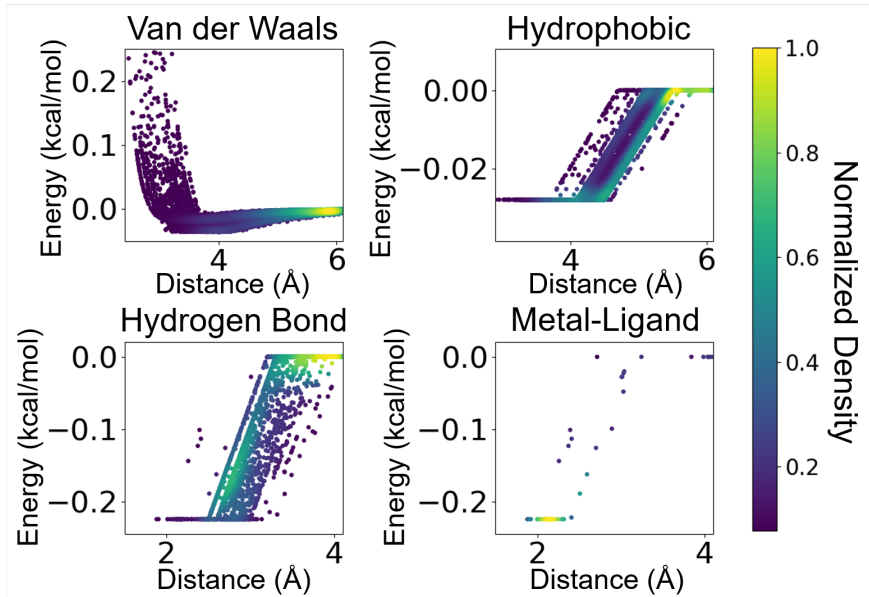 Van der Waals
Energy (kcal/mol)
0.2
0.1
0.0
4
6
Distance (Å)
Hydrophobic
Energy (kcal/mol)
0.00
−0.02
4
6
Distance (Å)
Hydrogen Bond
Energy (kcal/mol)
0.0
−0.1
−0.2
2
4
Distance (Å)
Metal-Ligand
Energy (kcal/mol)
0.0
−0.1
−0.2
2
4
Distance (Å)
1.0
0.8
0.6
0.4
0.2
Normalized Density